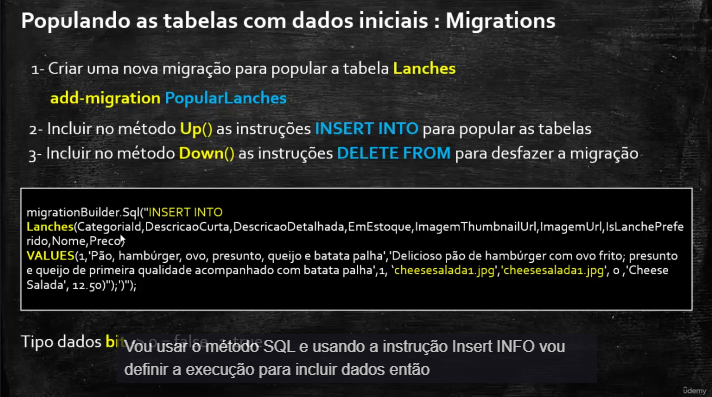 Populando as tabelas com dados iniciais : Migrations
1- Criar uma nova migração para popular a tabela Lanches
add-migration PopularLanches
2- Incluir no método Up() as instruções INSERT INTO para popular as tabelas
3- Incluir no método Down() as instruções DELETE FROM para desfazer a migração
migrationBuilder.Sql("INSERT INTO
Lanches(CategoriaId,DescricaoCurta,DescricaoDetalhada,EmEstoque,ImagemThumbnailUrl,ImagemUrl,IsLanchePrefe
rido,Nome,Preco)
VALUES(1,'Pão, hambúrger, ovo, presunto, queijo e batata palha','Delicioso pão de hambúrger com ovo frito; presunto
e queijo de primeira qualidade acompanhado com batata palha',1, 'cheesesalada1.jpg','cheesesalada1.jpg', 0 ,'Cheese
Salada', 12.50)");')");
Tipo dados bit
Vou usar o método SQL e usando a instrução Insert INFO vou
definir a execução para incluir dados então
ûdemy